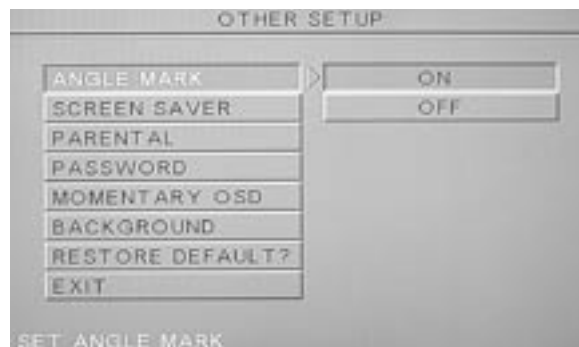 OTHER SETUP
ANGLE MARK
ON
SCREEN SAVER
OFF
PARENTAL
PASSWORD
MOMENTARY OSD
BACKGROUND
RESTORE DEFAULT?
EXIT
SET ANGLE MARK